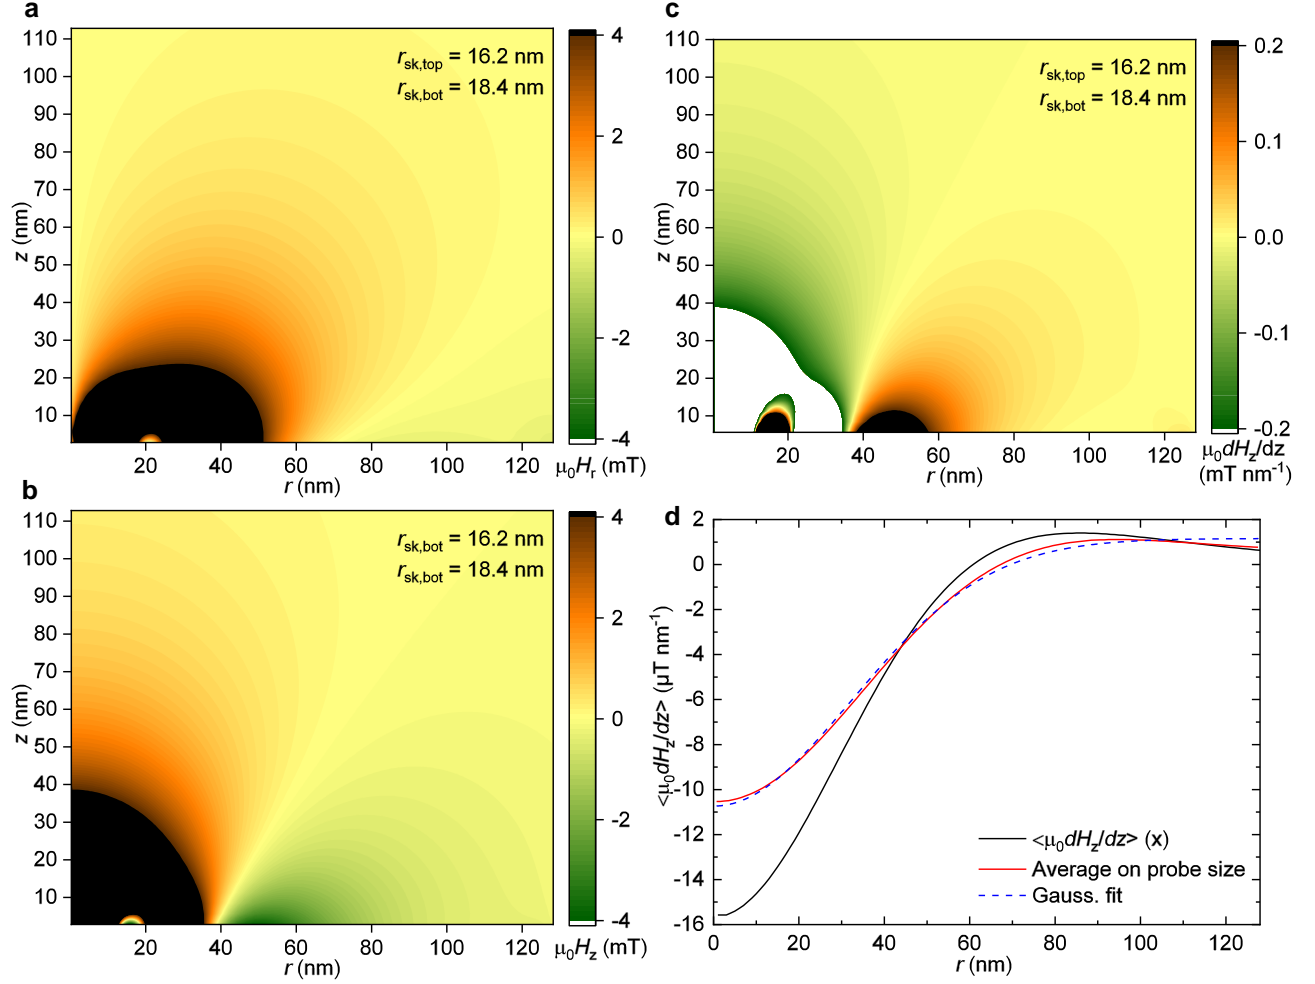 a
110
100
90
80
70
60
50
40
30
20
10
z (nm)
20 40 60 80 100 120
r (nm)
rsk,top = 16.2 nm
rsk,bot = 18.4 nm
4
2
0
-2
-4
μ0Hr (mT)
b
110
100
90
80
70
60
50
40
30
20
10
z (nm)
20 40 60 80 100 120
r (nm)
rsk,bot = 16.2 nm
rsk,bot = 18.4 nm
4
2
0
-2
-4
μ0Hz (mT)
c
110
100
90
80
70
60
50
40
30
20
10
z (nm)
20 40 60 80 100 120
r (nm)
rsk,top = 16.2 nm
rsk,bot = 18.4 nm
0.2
0.1
0.0
-0.1
-0.2
μ0dHz/dz
(mT nm-1)
d
2
0
-2
-4
-6
-8
-10
-12
-14
-16
<μ0dHz/dz> (μT nm-1)
0 20 40 60 80 100 120
r (nm)
<μ0dHz/dz> (x)
Average on probe size
Gauss. fit